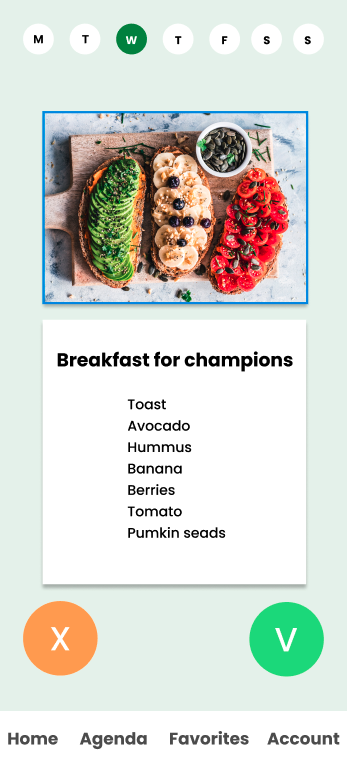 M T W T F S S
Breakfast for champions
Toast
Avocado
Hummus
Banana
Berries
Tomato
Pumkin seads
X V
Home Agenda Favorites Account